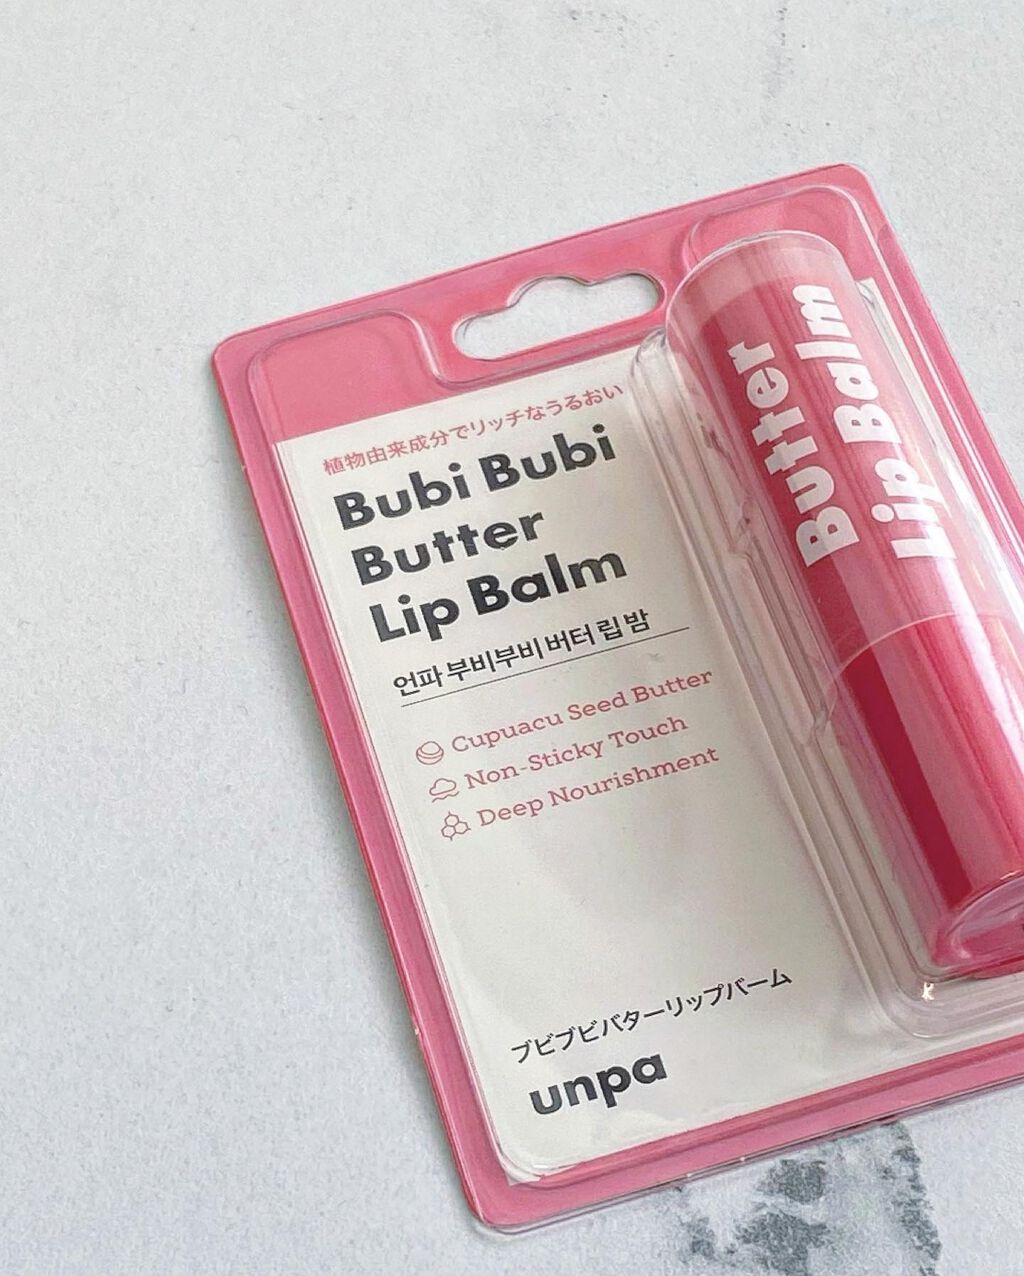 植物由来成分でリッチなうるおい
Bubi Bubi
Butter
Lip Balm
언파 부비부비 버터 립 밤
Cupuacu Seed Butter
Non-Sticky Touch
Deep Nourishment
ブビブビバターリップバーム
unpa
Butter
Lip Balm